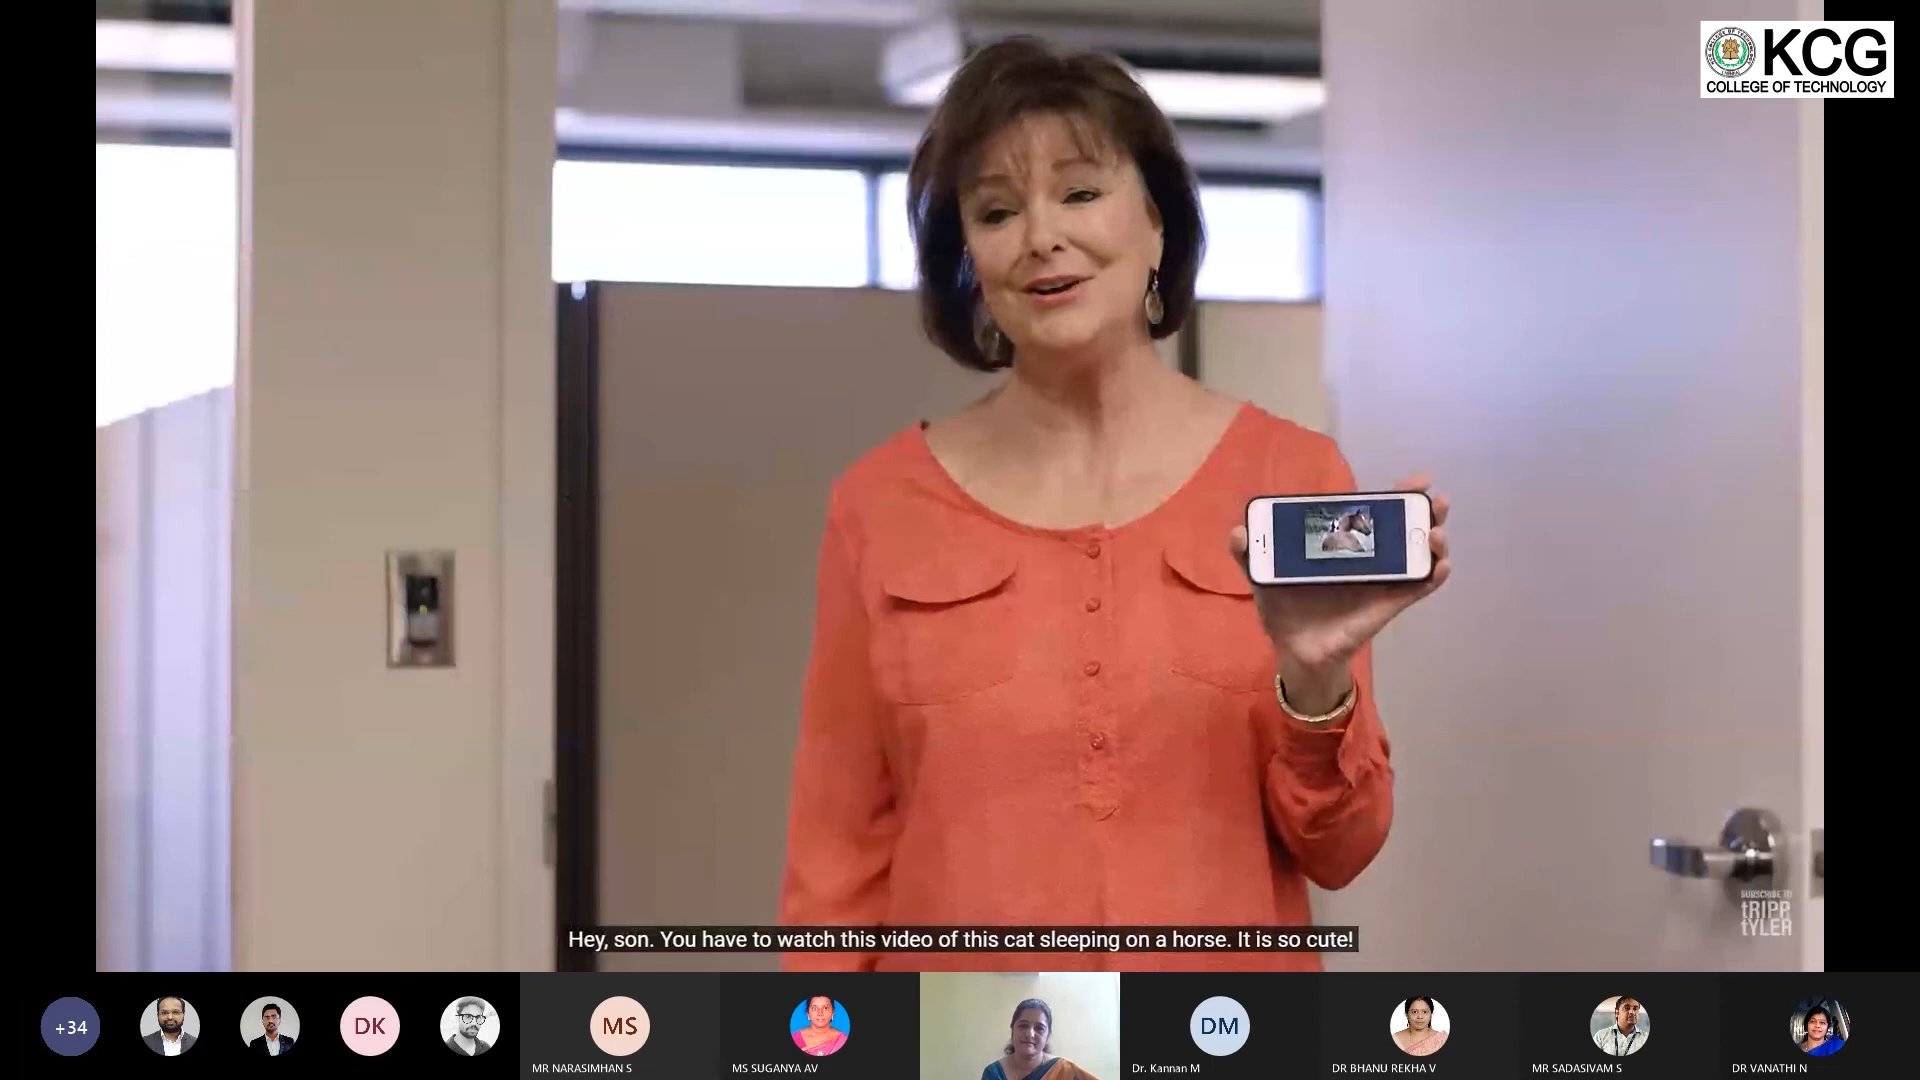 KCG
COLLEGE OF TECHNOLOGY
SUBSCRIBE TO
tRIPP
tYLER
Hey, son. You have to watch this video of this cat sleeping on a horse. It is so cute!
+34
DK
MS
MR NARASIMHAN S
MS SUGANYA AV
DM
Dr. Kannan M
DR BHANU REKHA V
MR SADASIVAM S
DR VANATHI N